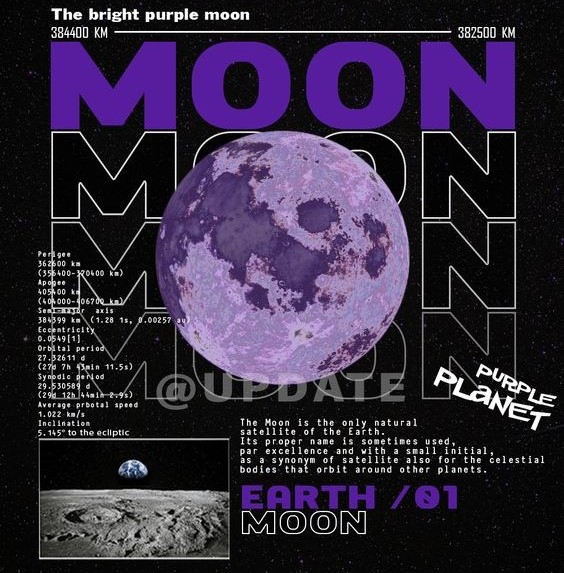 The bright purple moon
384400 KM 382500 KM
MOON
MOON
MOON
MOON
Perigee
362600 km
(356400-370400 km)
Apogee
405400 km
(404000-406700 km)
Semi-major axis
384399 km (1.28 1s, 0.00257 au)
Eccentricity
0.0549[1]
Orbital period
27.32611 d
(27d 7h 43mm 11.5s)
Synodic period
29.530589 d
(29d 12h 44min 2.9s)
Average prbotal speed
1.022 km/s
Inclination
5.145° to the ecliptic
@UPDATE
PURPLE
PLANET
The Moon is the only natural
satellite of the Earth.
Its proper name is sometimes used,
par excellence and with a small initial,
as a synonym of satellite also for the celestial
bodies that orbit around other planets.
EARTH /01
MOON